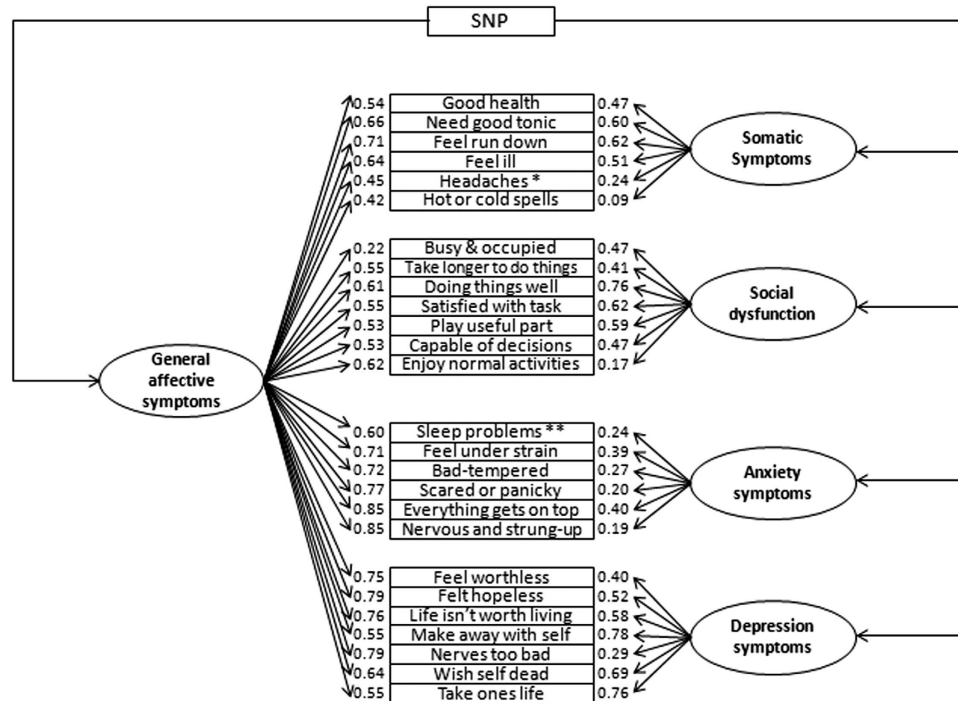 SNP
0.54 Good health 0.47
0.66 Need good tonic 0.60
0.71 Feel run down 0.62
0.64 Feel ill 0.51
0.45 Headaches * 0.24
0.42 Hot or cold spells 0.09
Somatic
Symptoms
0.22 Busy & occupied 0.47
0.55 Take longer to do things 0.41
0.61 Doing things well 0.76
0.55 Satisfied with task 0.62
0.53 Play useful part 0.59
0.53 Capable of decisions 0.47
0.62 Enjoy normal activities 0.17
Social
dysfunction
General
affective
symptoms
0.60 Sleep problems ** 0.24
0.71 Feel under strain 0.39
0.72 Bad-tempered 0.27
0.77 Scared or panicky 0.20
0.85 Everything gets on top 0.40
0.85 Nervous and strung-up 0.19
Anxiety
symptoms
0.75 Feel worthless 0.40
0.79 Felt hopeless 0.52
0.76 Life isn't worth living 0.58
0.55 Make away with self 0.78
0.79 Nerves too bad 0.29
0.64 Wish self dead 0.69
0.55 Take ones life 0.76
Depression
symptoms